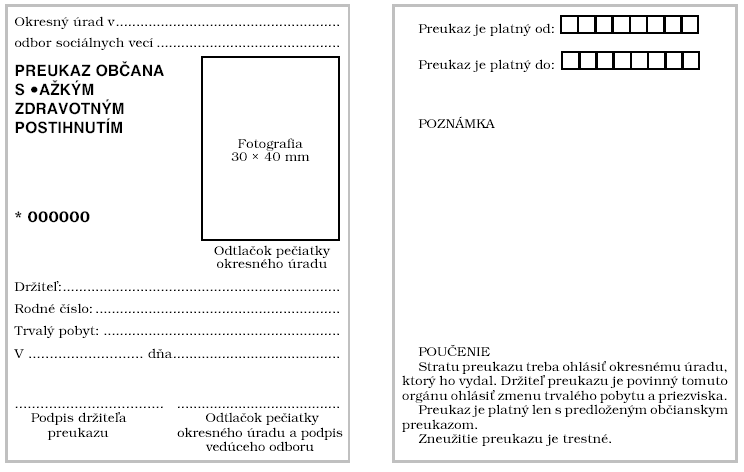 Okresný úrad v
odbor sociálnych vecí
PREUKAZ OBČANA
S •AŽKÝM
ZDRAVOTNÝM
POSTIHNUTÍM
Fotografia
30 × 40 mm
* 000000
Odtlačok pečiatky
okresného úradu
Držiteľ:
Rodné číslo:
Trvalý pobyt:
V ........................... dňa
Podpis držiteľa
preukazu
Odtlačok pečiatky
okresného úradu a podpis
vedúceho odboru
Preukaz je platný od:
Preukaz je platný do:
POZNÁMKA
POUČENIE
Stratu preukazu treba ohlásiť okresnému úradu,
ktorý ho vydal. Držiteľ preukazu je povinný tomuto
orgánu ohlásiť zmenu trvalého pobytu a priezviska.
Preukaz je platný len s predloženým občianskym
preukazom.
Zneužitie preukazu je trestné.